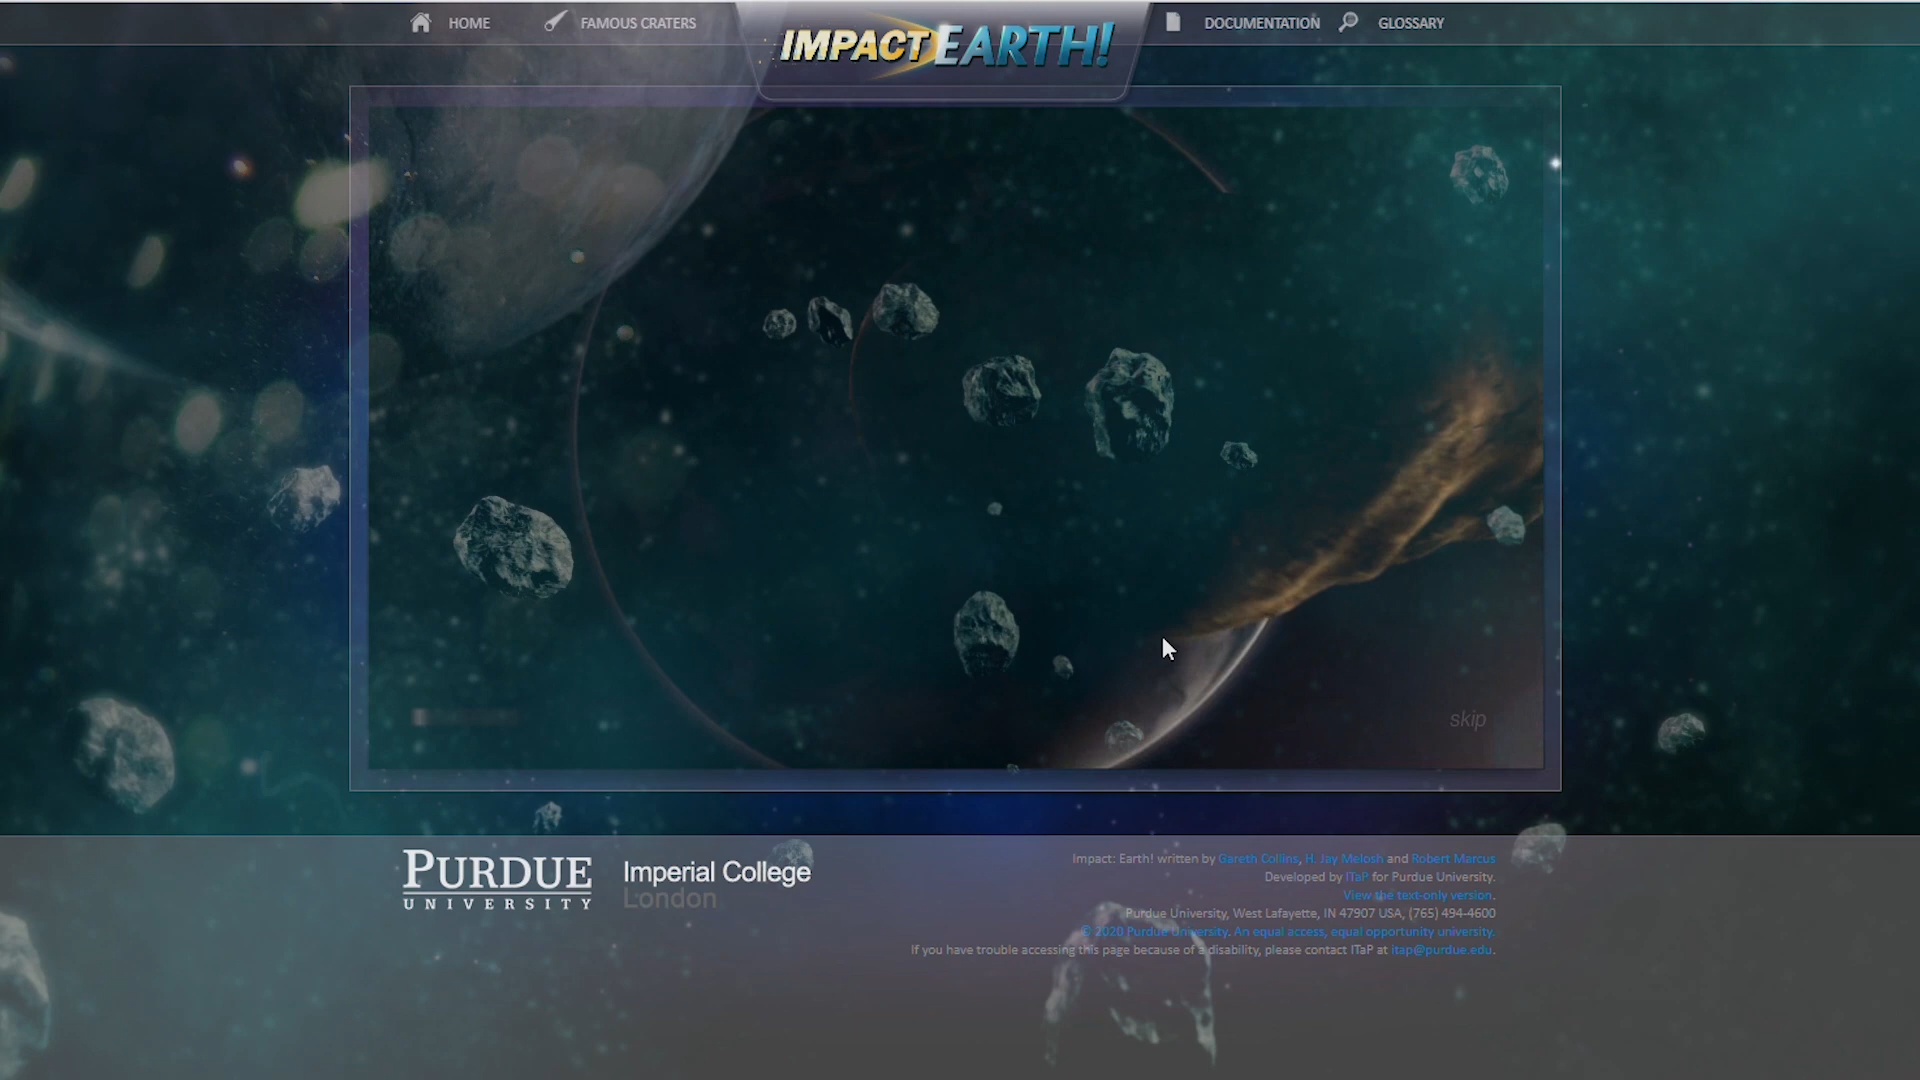 HOME
FAMOUS CRATERS
IMPACT EARTH!
DOCUMENTATION
GLOSSARY
skip
PURDUE
UNIVERSITY
Imperial College
London
Impact: Earth! written by Gareth Collins, H. Jay Melosh and Robert Marcus
Developed by ITaP for Purdue University.
View the text-only version.
Purdue University, West Lafayette, IN 47907 USA, (765) 494-4600
© 2020 Purdue University. An equal access, equal opportunity university.
If you have trouble accessing this page because of a disability, please contact ITaP at itap@purdue.edu.